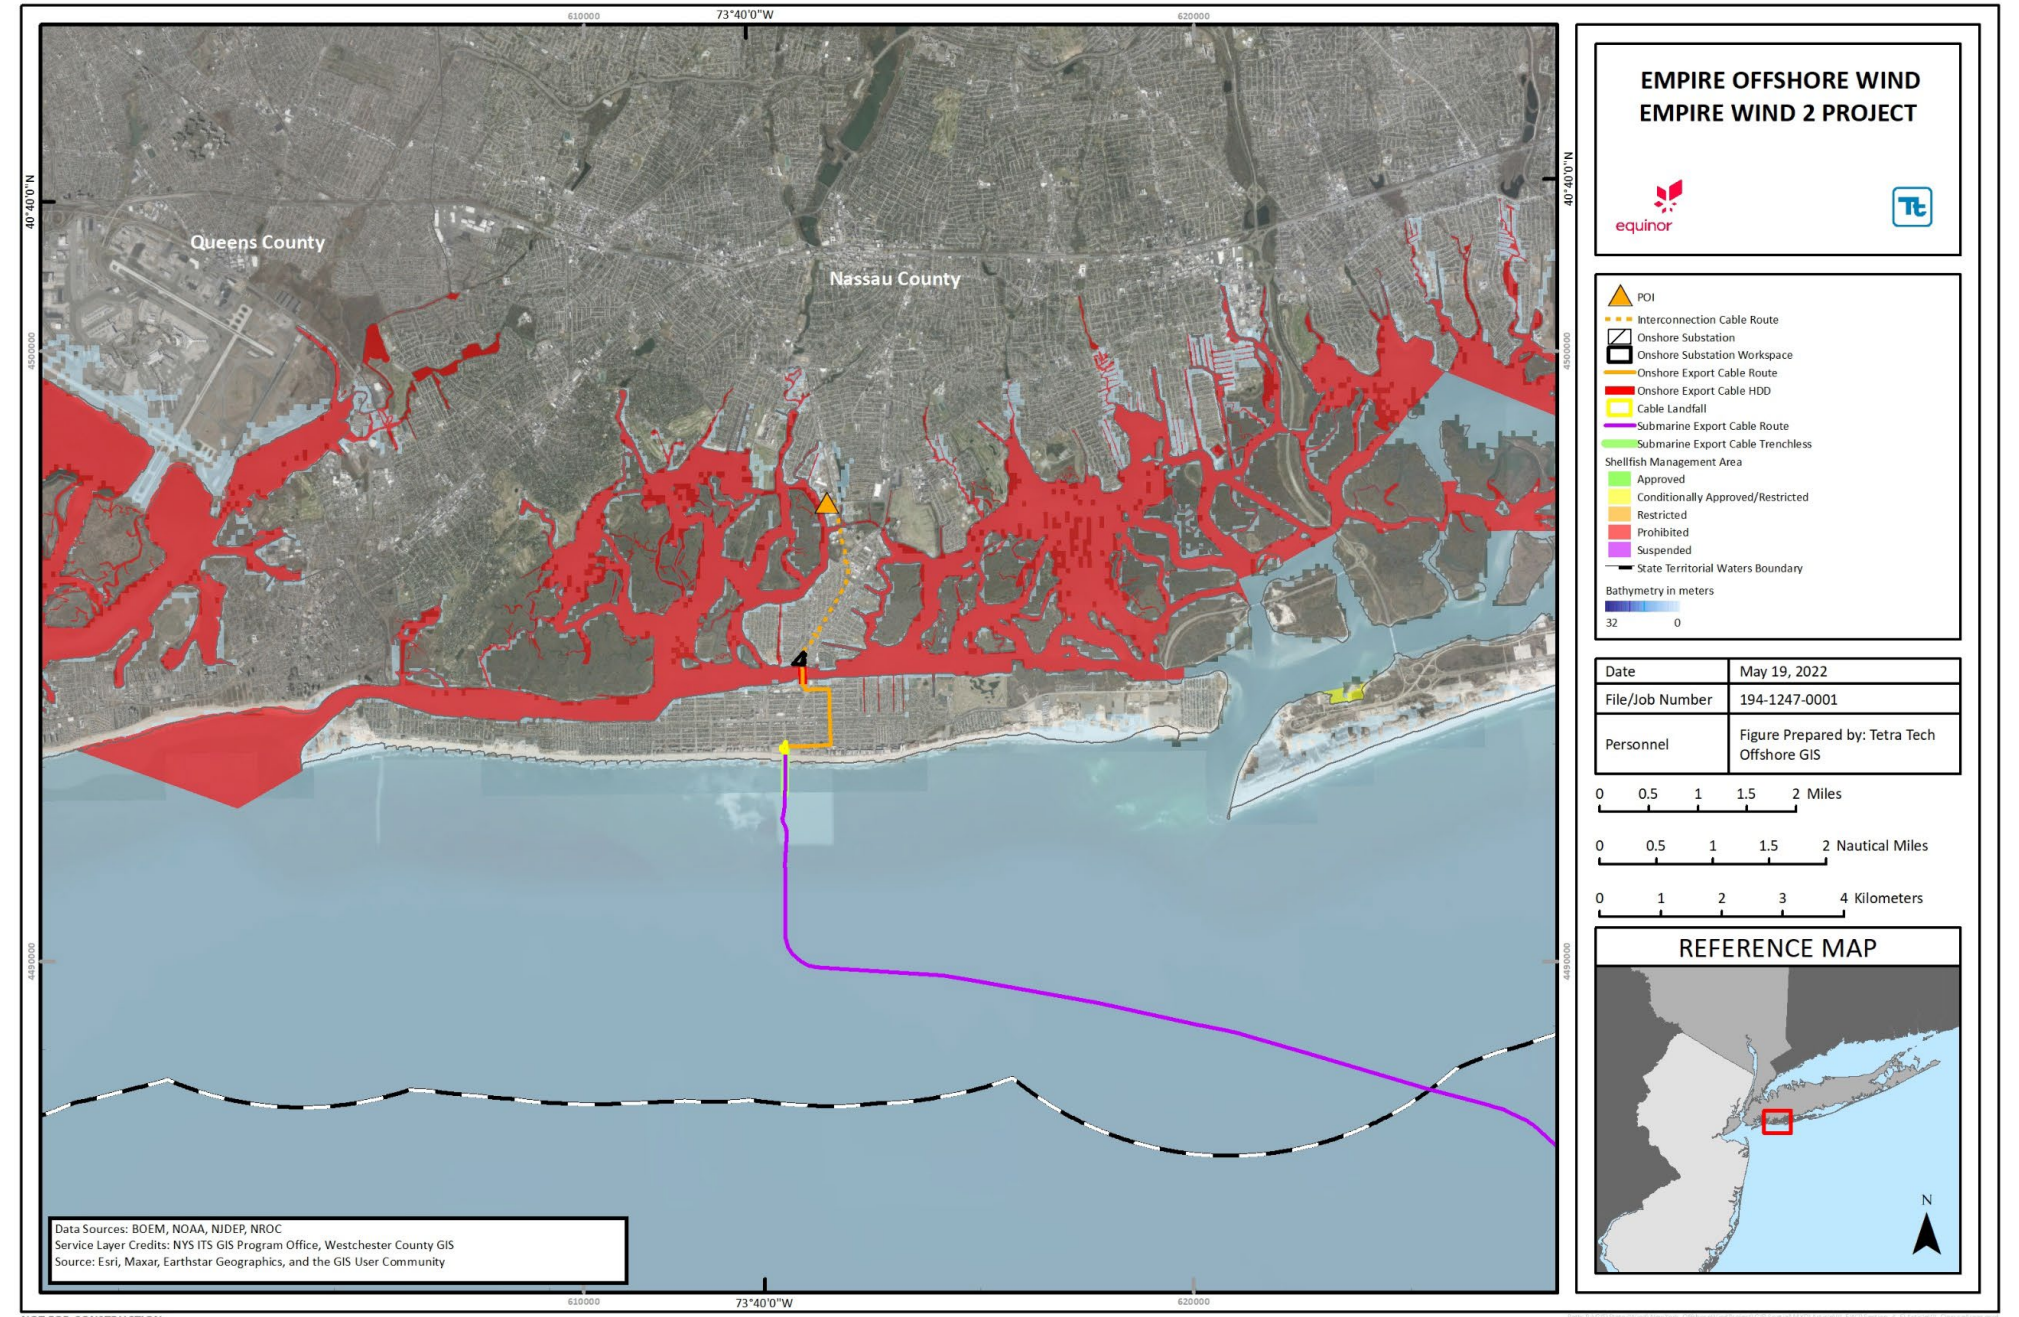 610000
73°40'0"W
620000
EMPIRE OFFSHORE WIND
EMPIRE WIND 2 PROJECT
equinor
Tt
40°40'0"N
40°40'0"N
Queens County
Nassau County
4500000
4500000
POI
Interconnection Cable Route
Onshore Substation
Onshore Substation Workspace
Onshore Export Cable Route
Onshore Export Cable HDD
Cable Landfall
Submarine Export Cable Route
Submarine Export Cable Trenchless
Shellfish Management Area
Approved
Conditionally Approved/Restricted
Restricted
Prohibited
Suspended
State Territorial Waters Boundary
Bathymetry in meters
32 0
Date May 19, 2022
File/Job Number 194-1247-0001
Personnel Figure Prepared by: Tetra Tech
Offshore GIS
0 0.5 1 1.5 2 Miles
0 0.5 1 1.5 2 Nautical Miles
0 1 2 3 4 Kilometers
4490000
4490000
REFERENCE MAP
N
Data Sources: BOEM, NOAA, NJDEP, NROC
Service Layer Credits: NYS ITS GIS Program Office, Westchester County GIS
Source: Esri, Maxar, Earthstar Geographics, and the GIS User Community
610000
73°40'0"W
620000